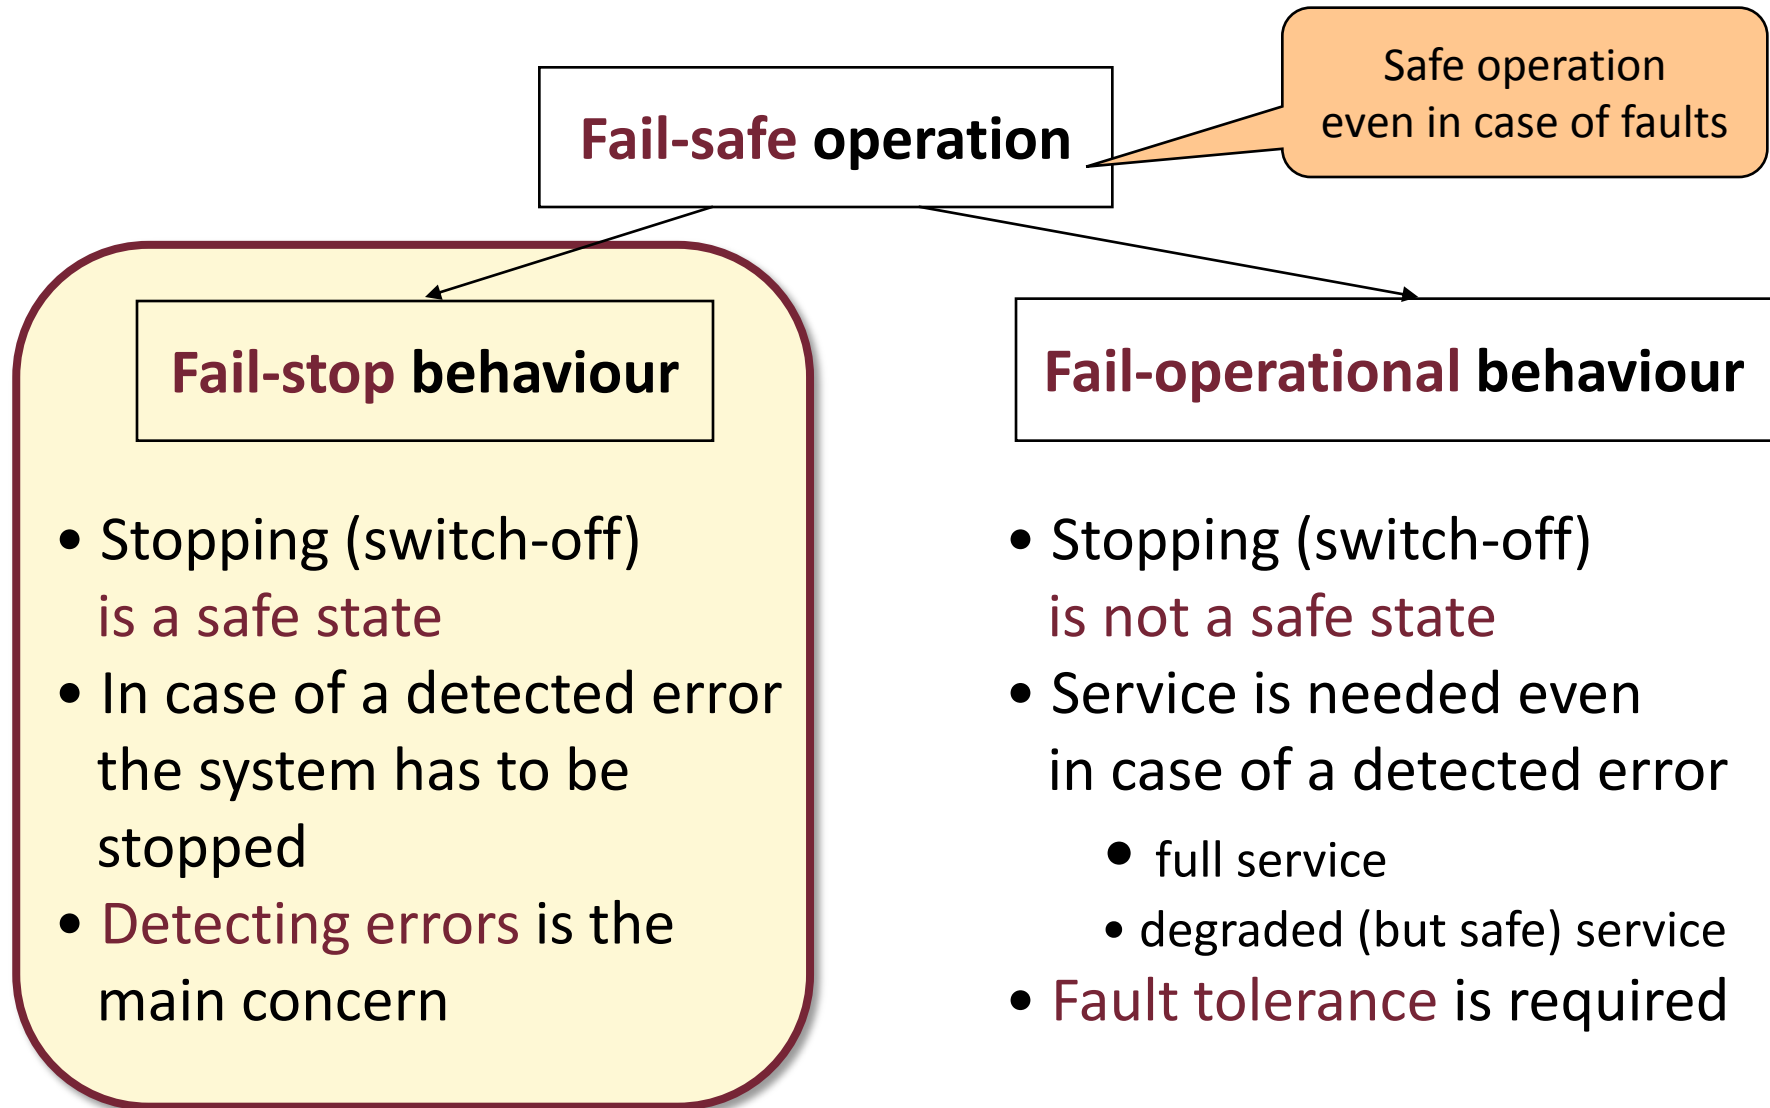 Safe operation
even in case of faults
Fail-safe operation
Fail-stop behaviour
• Stopping (switch-off)
is a safe state
• In case of a detected error
the system has to be
stopped
• Detecting errors is the
main concern
Fail-operational behaviour
• Stopping (switch-off)
is not a safe state
• Service is needed even
in case of a detected error
• full service
• degraded (but safe) service
• Fault tolerance is required